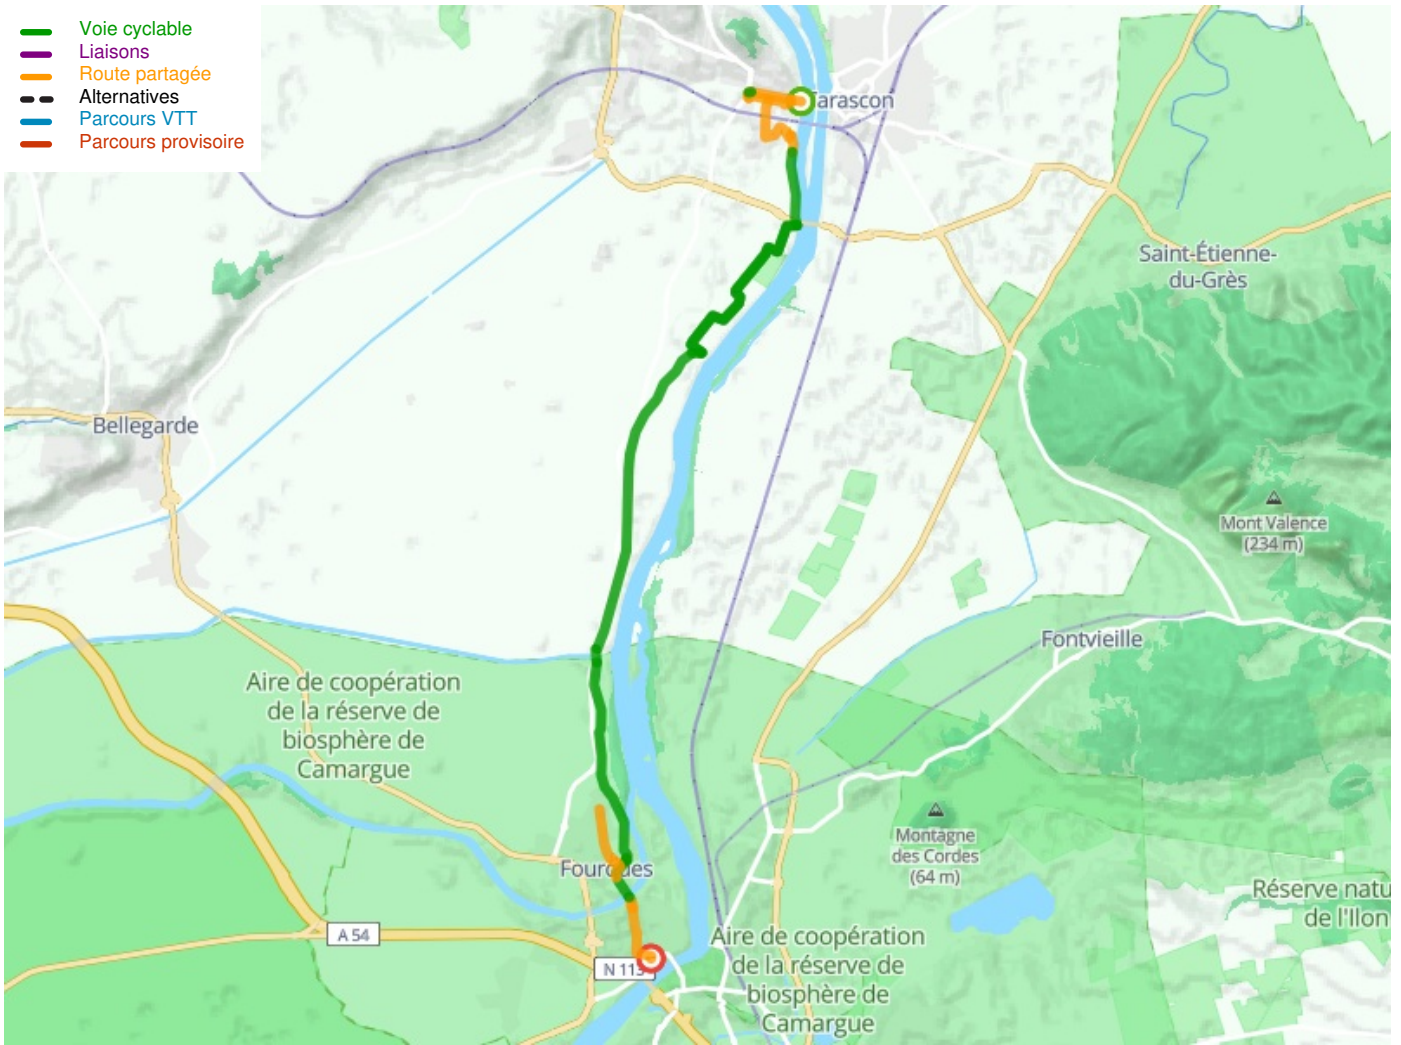 Voie cyclable
Liaisons
Route partagée
Alternatives
Parcours VTT
Parcours provisoire
Tarascon
Saint-Étienne-
du-Grès
Bellegarde
Mont Valence
(234 m)
Fontvieille
Aire de coopération
de la réserve de
biosphère de
Camargue
Montagne
des Cordes
(64 m)
Fourques
Réserve natu
de l'Ilon
A 54
Aire de coopération
de la réserve de
biosphère de
Camargue
N 113